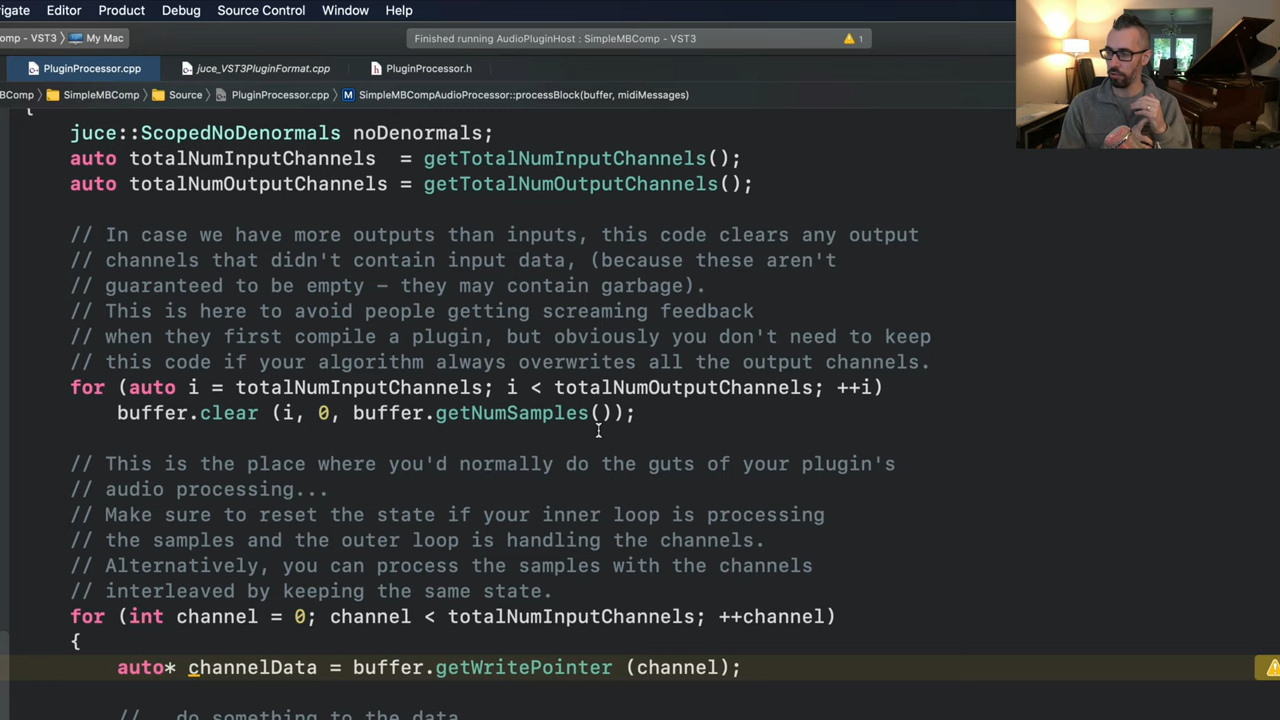 igate Editor Product Debug Source Control Window Help
omp - VST3 My Mac Finished running AudioPluginHost : SimpleMBComp - VST3 1
PluginProcessor.cpp juce_VST3PluginFormat.cpp PluginProcessor.h
BComp SimpleMBComp Source PluginProcessor.cpp M SimpleMBCompAudioProcessor::processBlock(buffer, midiMessages)
{
juce::ScopedNoDenormals noDenormals;
auto totalNumInputChannels  = getTotalNumInputChannels();
auto totalNumOutputChannels = getTotalNumOutputChannels();
// In case we have more outputs than inputs, this code clears any output
// channels that didn't contain input data, (because these aren't
// guaranteed to be empty - they may contain garbage).
// This is here to avoid people getting screaming feedback
// when they first compile a plugin, but obviously you don't need to keep
// this code if your algorithm always overwrites all the output channels.
for (auto i = totalNumInputChannels; i < totalNumOutputChannels; ++i)
buffer.clear (i, 0, buffer.getNumSamples());
// This is the place where you'd normally do the guts of your plugin's
// audio processing...
// Make sure to reset the state if your inner loop is processing
// the samples and the outer loop is handling the channels.
// Alternatively, you can process the samples with the channels
// interleaved by keeping the same state.
for (int channel = 0; channel < totalNumInputChannels; ++channel)
{
auto* channelData = buffer.getWritePointer (channel);
// ..do something to the data...